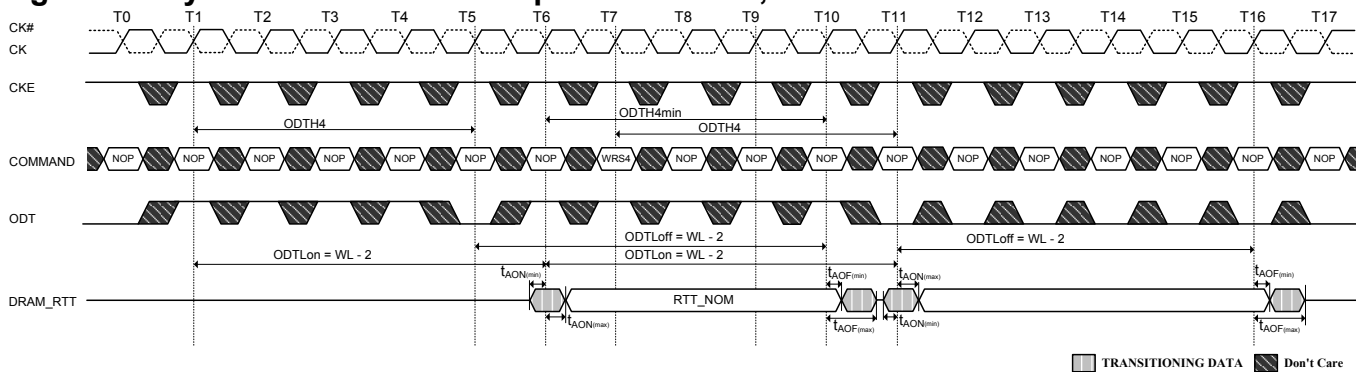 T0 T1 T2 T3 T4 T5 T6 T7 T8 T9 T10 T11 T12 T13 T14 T15 T16 T17
CK#
CK
CKE
ODTH4min
ODTH4
ODTH4
COMMAND NOP NOP NOP NOP NOP NOP NOP WRS4 NOP NOP NOP NOP NOP NOP NOP NOP NOP NOP
ODT
ODTLoff = WL - 2
ODTLoff = WL - 2
ODTLon = WL - 2
ODTLon = WL - 2
tAON(min)
tAOF(min)
tAON(max)
tAOF(min)
DRAM_RTT
RTT_NOM
tAON(max)
tAOF(max)
tAON(min)
tAOF(max)
TRANSITIONING DATA
Don't Care